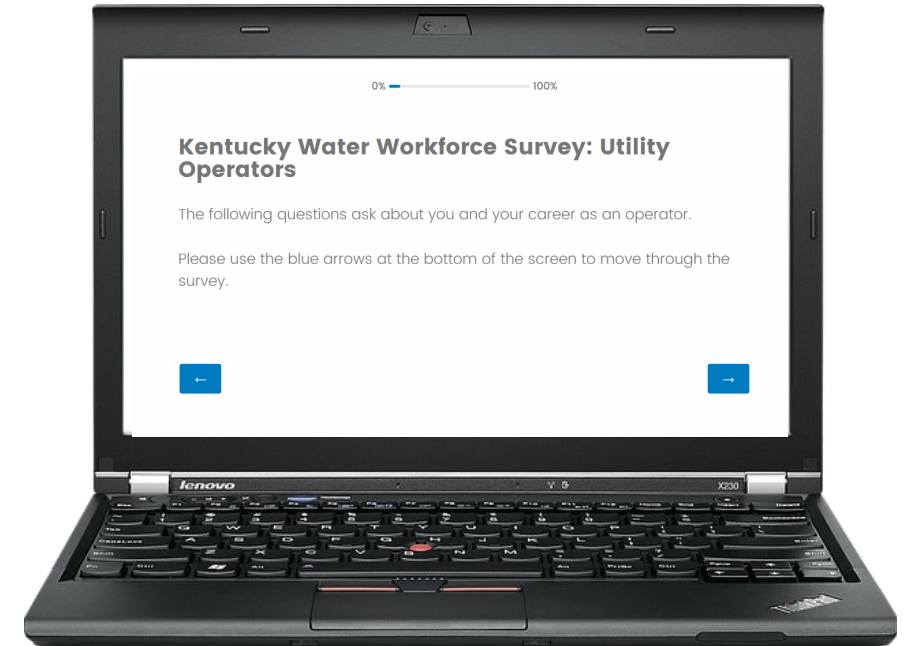 0% 100%
Kentucky Water Workforce Survey: Utility
Operators
The following questions ask about you and your career as an operator.
Please use the blue arrows at the bottom of the screen to move through the
survey.
← →
lenovo X230
Q W E R T Y U I O P
A S D F G H J K L
Z X C V B N M
ThinkPad